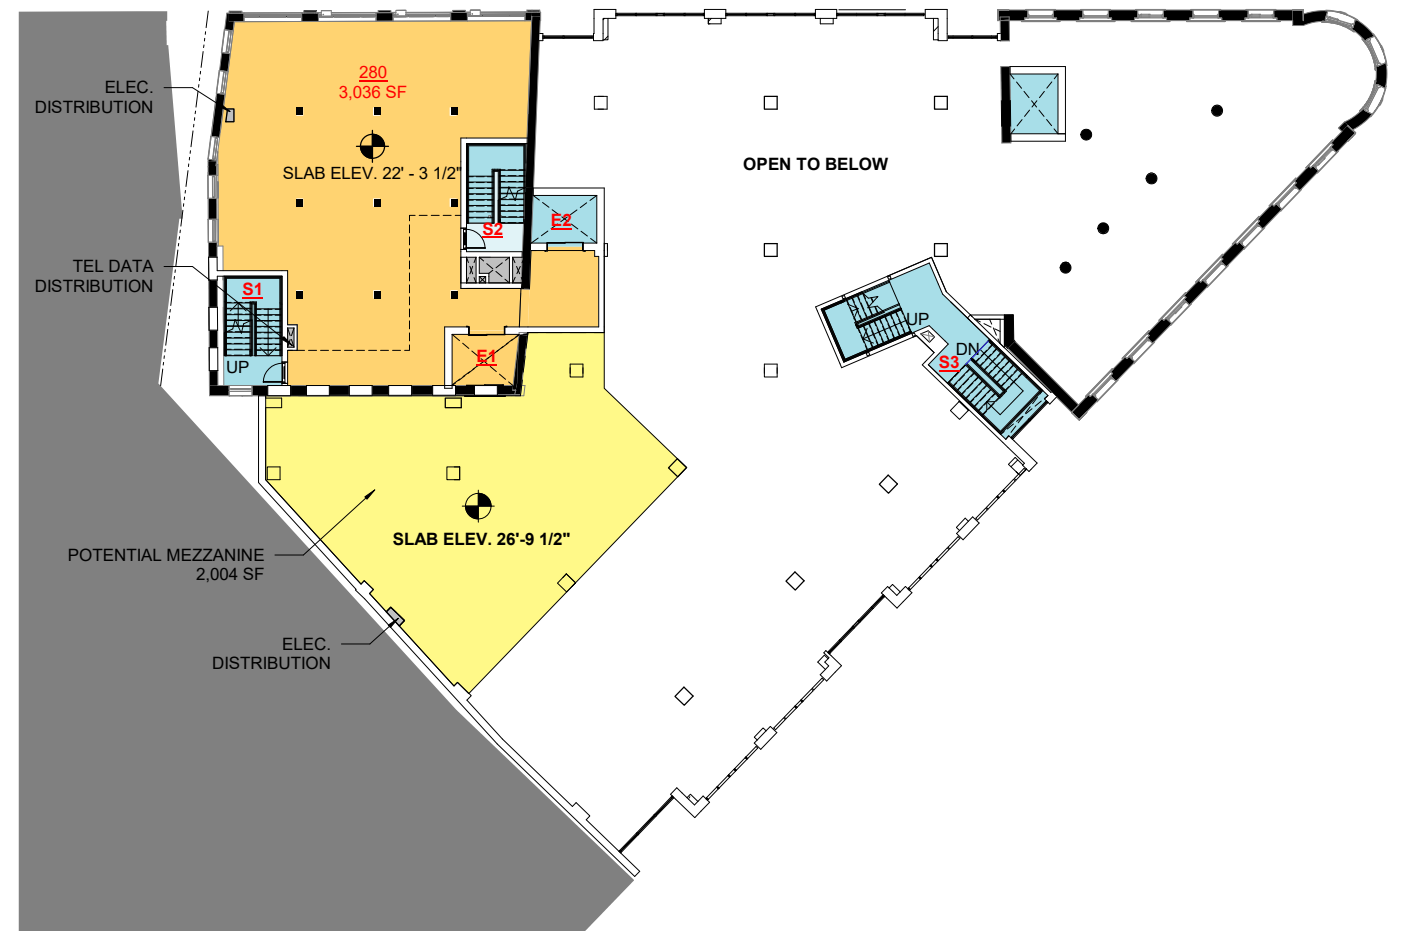 280
3,036 SF
ELEC.
DISTRIBUTION
SLAB ELEV. 22' - 3 1/2"
OPEN TO BELOW
S2
E2
TEL DATA
DISTRIBUTION
S1
UP
E1
UP
DN
S3
SLAB ELEV. 26'-9 1/2"
POTENTIAL MEZZANINE
2,004 SF
ELEC.
DISTRIBUTION